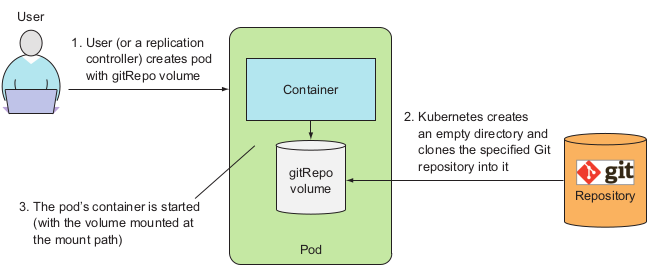 User
1. User (or a replication
controller) creates pod
with gitRepo volume
Container
gitRepo
volume
2. Kubernetes creates
an empty directory and
clones the specified Git
repository into it
git
Repository
3. The pod’s container is started
(with the volume mounted at
the mount path)
Pod